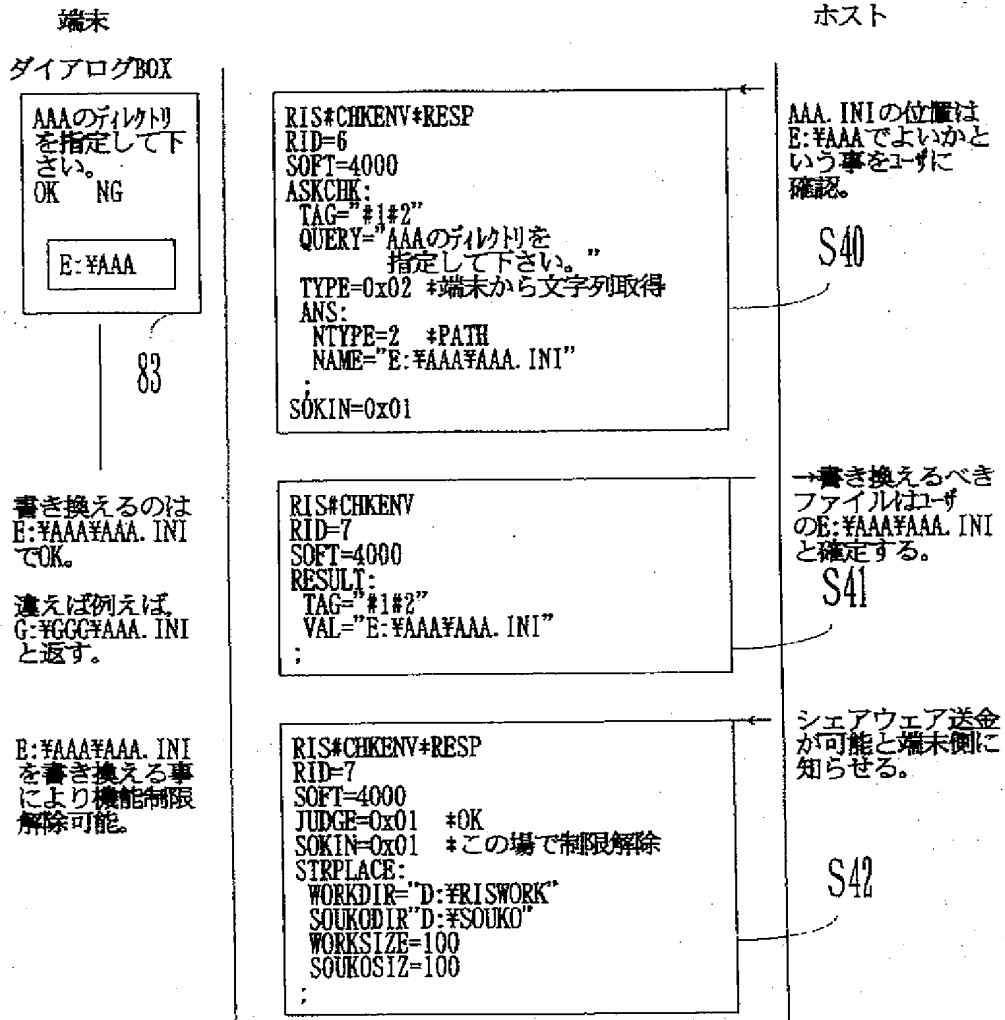 端末
ホスト
ダイアログBOX
AAAのディレクトリ
を指定して下
さい。
OK NG
E:¥AAA
83
RIS#CHKENV*RESP
RID=6
SOFT=4000
ASKCHK:
TAG="#1#2"
QUERY="AAAのディレクトリを
指定して下さい。"
TYPE=0x02 *端末から文字列取得
ANS:
NTYPE=2 *PATH
NAME="E:¥AAA¥AAA.INI"
;
SOKIN=0x01
AAA.INIの位置は
E:¥AAAでよいかと
いう事をユーザに
確認。
S40
書き換えるのは
E:¥AAA¥AAA.INI
でOK。
違えば例えば、
G:¥GGG¥AAA.INI
と返す。
RIS#CHKENV
RID=7
SOFT=4000
RESULT:
TAG="#1#2"
VAL="E:¥AAA¥AAA.INI"
;
→書き換えるべき
ファイルはユーザ
のE:¥AAA¥AAA.INI
と確定する。
S41
E:¥AAA¥AAA.INI
を書き換える事
により機能制限
解除可能。
RIS#CHKENV*RESP
RID=7
SOFT=4000
JUDGE=0x01 *OK
SOKIN=0x01 *この場で制限解除
STRPLACE:
WORKDIR="D:¥RISWORK"
SOUKODIR"D:¥SOUKO"
WORKSIZE=100
SOUKOSIZ=100
;
シェアウェア送金
が可能と端末側に
知らせる。
S42